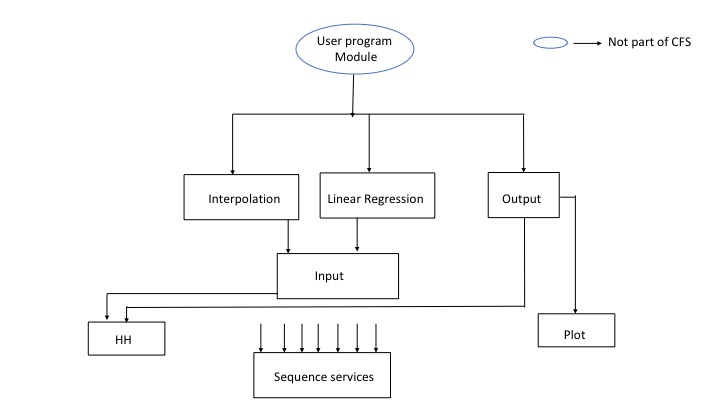 User program
Module
Not part of CFS
Interpolation
Linear Regression
Output
Input
HH
Plot
Sequence services